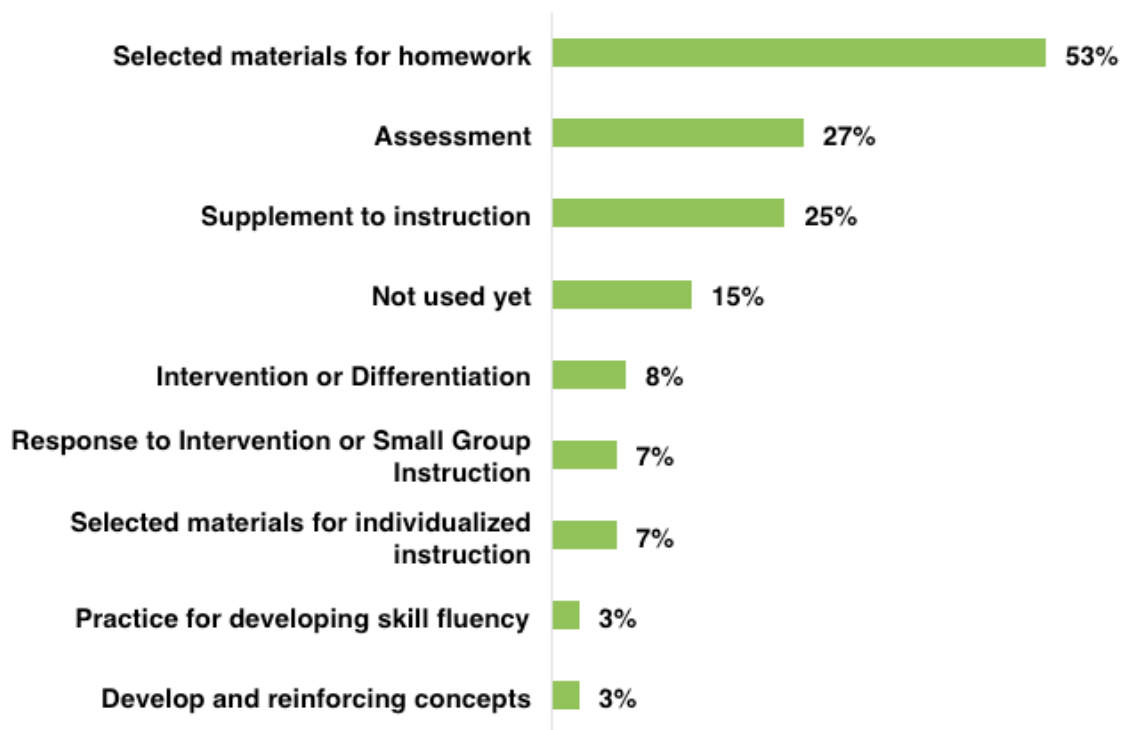 Selected materials for homework 53%
Assessment 27%
Supplement to instruction 25%
Not used yet 15%
Intervention or Differentiation 8%
Response to Intervention or Small Group
Instruction 7%
Selected materials for individualized
instruction 7%
Practice for developing skill fluency 3%
Develop and reinforcing concepts 3%